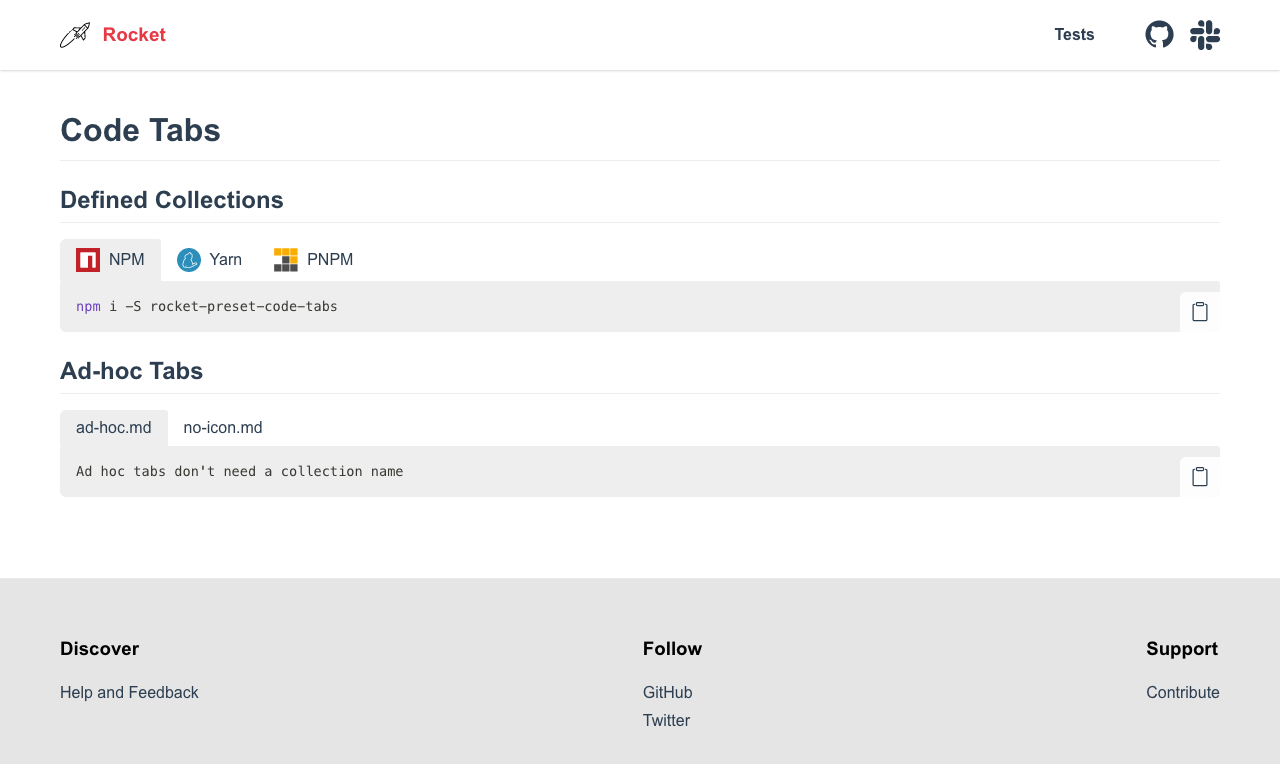 Rocket
Tests
Code Tabs
Defined Collections
NPM Yarn PNPM
npm i -S rocket-preset-code-tabs
Ad-hoc Tabs
ad-hoc.md no-icon.md
Ad hoc tabs don't need a collection name
Discover
Help and Feedback
Follow
GitHub
Twitter
Support
Contribute